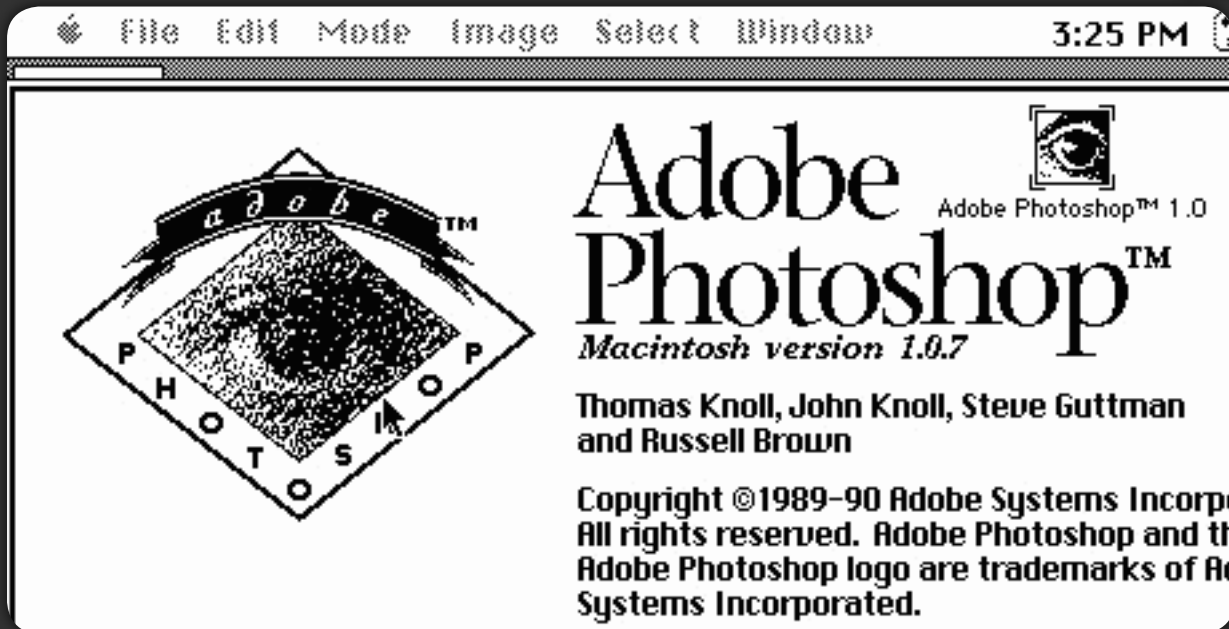 File Edit Mode Image Select Window 3:25 PM
adobe™
PHOTOSHOP
Adobe
Photoshop™
Adobe Photoshop™ 1.0
Macintosh version 1.0.7
Thomas Knoll, John Knoll, Steve Guttman
and Russell Brown
Copyright ©1989-90 Adobe Systems
All rights reserved. Adobe Photoshop and
Adobe Photoshop logo are trademarks of
Systems Incorporated.